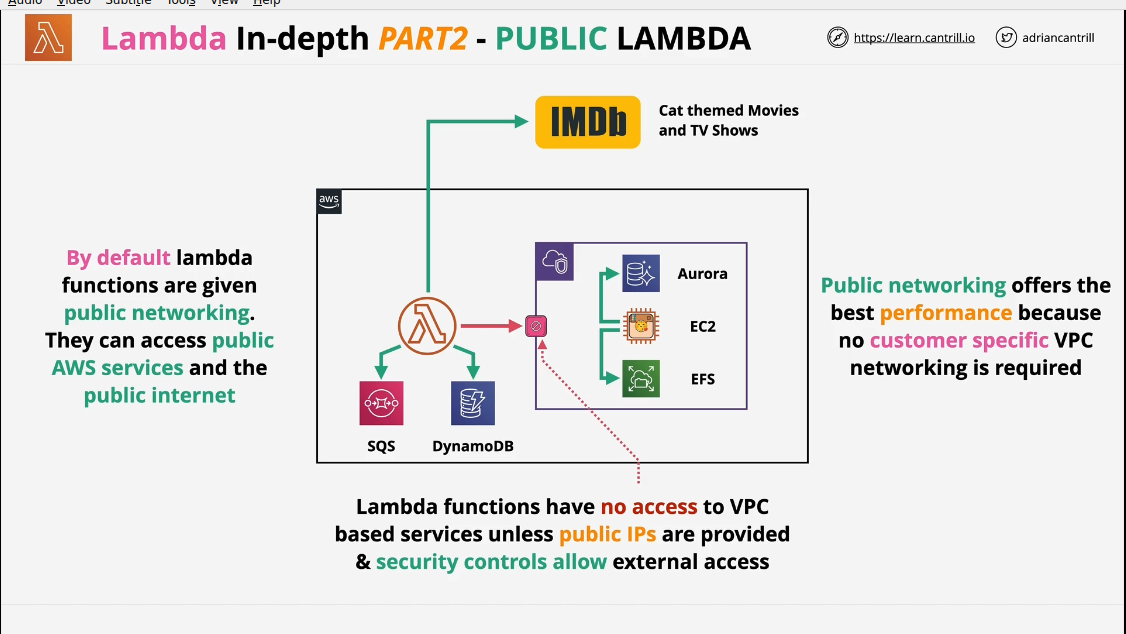 Audio Video Subtitle Tools View Help
Lambda In-depth PART2 - PUBLIC LAMBDA
https://learn.cantrill.io
adriancantrill
IMDb
Cat themed Movies
and TV Shows
aws
By default lambda
functions are given
public networking.
They can access public
AWS services and the
public internet
Aurora
EC2
EFS
SQS
DynamoDB
Public networking offers the
best performance because
no customer specific VPC
networking is required
Lambda functions have no access to VPC
based services unless public IPs are provided
& security controls allow external access